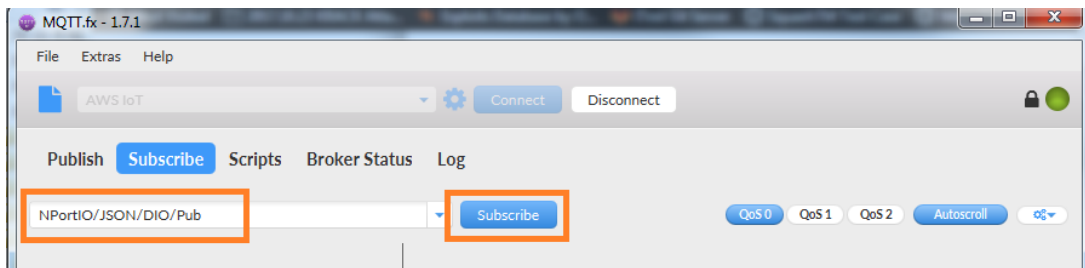 MQTT.fx - 1.7.1
File Extras Help
AWS IoT Connect Disconnect
Publish Subscribe Scripts Broker Status Log
NPortIO/JSON/DIO/Pub Subscribe QoS 0 QoS 1 QoS 2 Autoscroll